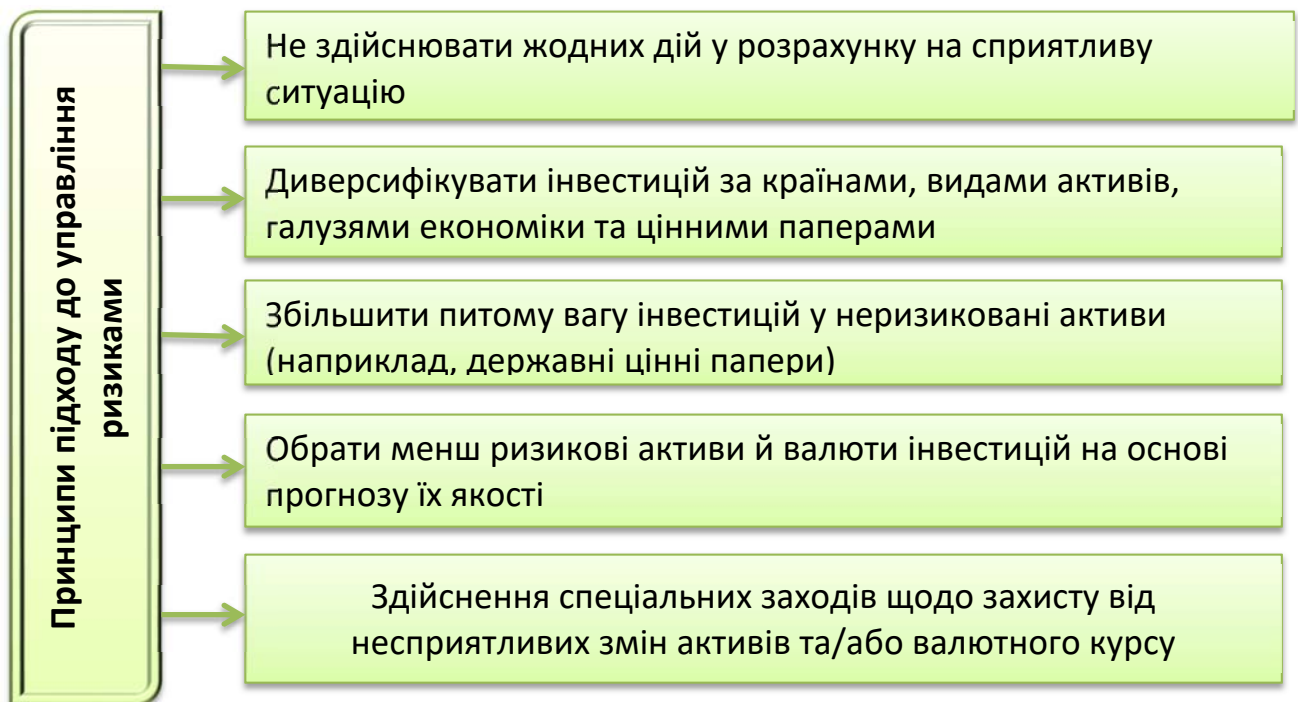 Принципи підходу до управління
ризиками
Не здійснювати жодних дій у розрахунку на сприятливу
ситуацію
Диверсифікувати інвестицій за країнами, видами активів,
галузями економіки та цінними паперами
Збільшити питому вагу інвестицій у неризиковані активи
(наприклад, державні цінні папери)
Обрати менш ризикові активи й валюти інвестицій на основі
прогнозу їх якості
Здійснення спеціальних заходів щодо захисту від
несприятливих змін активів та/або валютного курсу